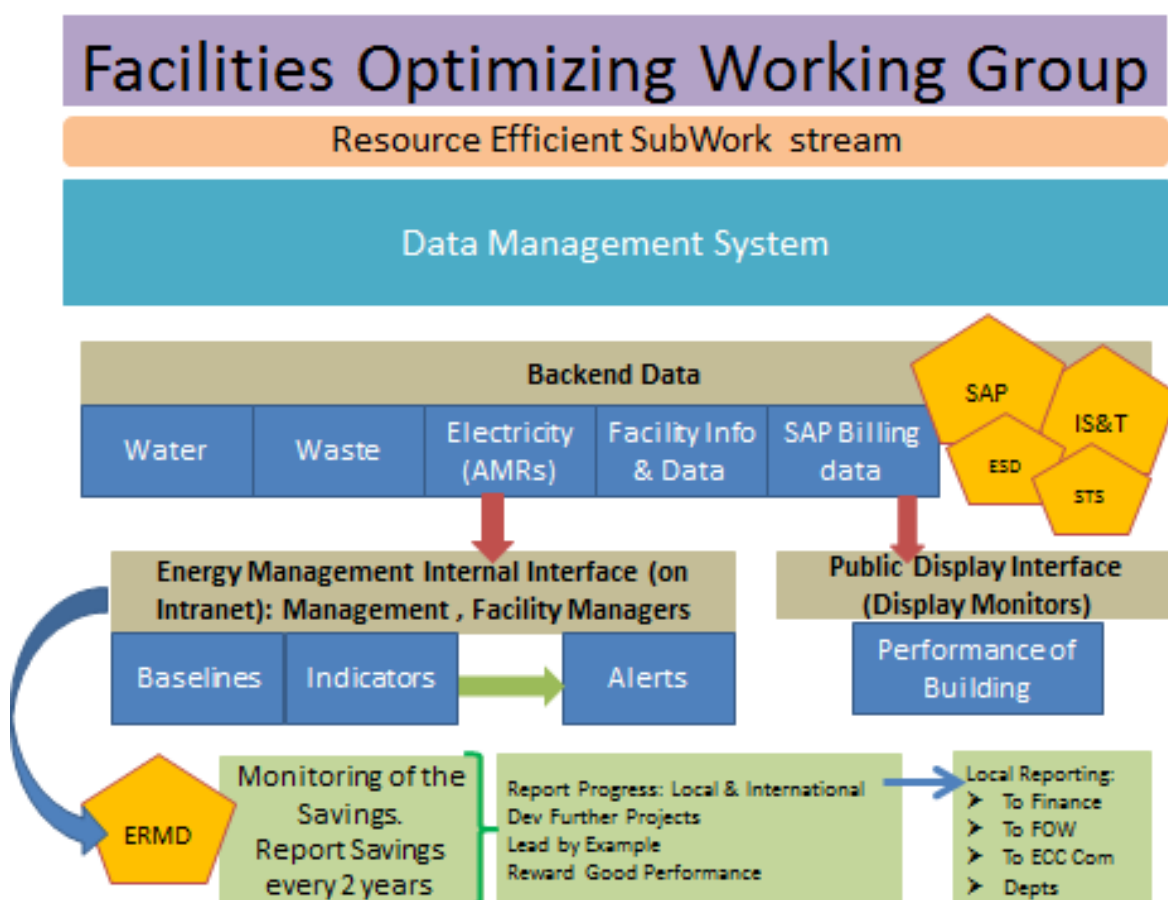 Facilities Optimizing Working Group
Resource Efficient SubWork stream
Data Management System
Backend Data
SAP
IS&T
ESD
STS
Water
Waste
Electricity
(AMRs)
Facility Info
& Data
SAP Billing
data
Energy Management Internal Interface (on
Intranet): Management , Facility Managers
Public Display Interface
(Display Monitors)
Baselines
Indicators
Alerts
Performance of
Building
ERMD
Monitoring of the
Savings.
Report Savings
every 2 years
Report Progress: Local & International
Dev Further Projects
Lead by Example
Reward Good Performance
Local Reporting:
➤ To Finance
➤ To FOW
➤ To ECC Com
➤ Depts